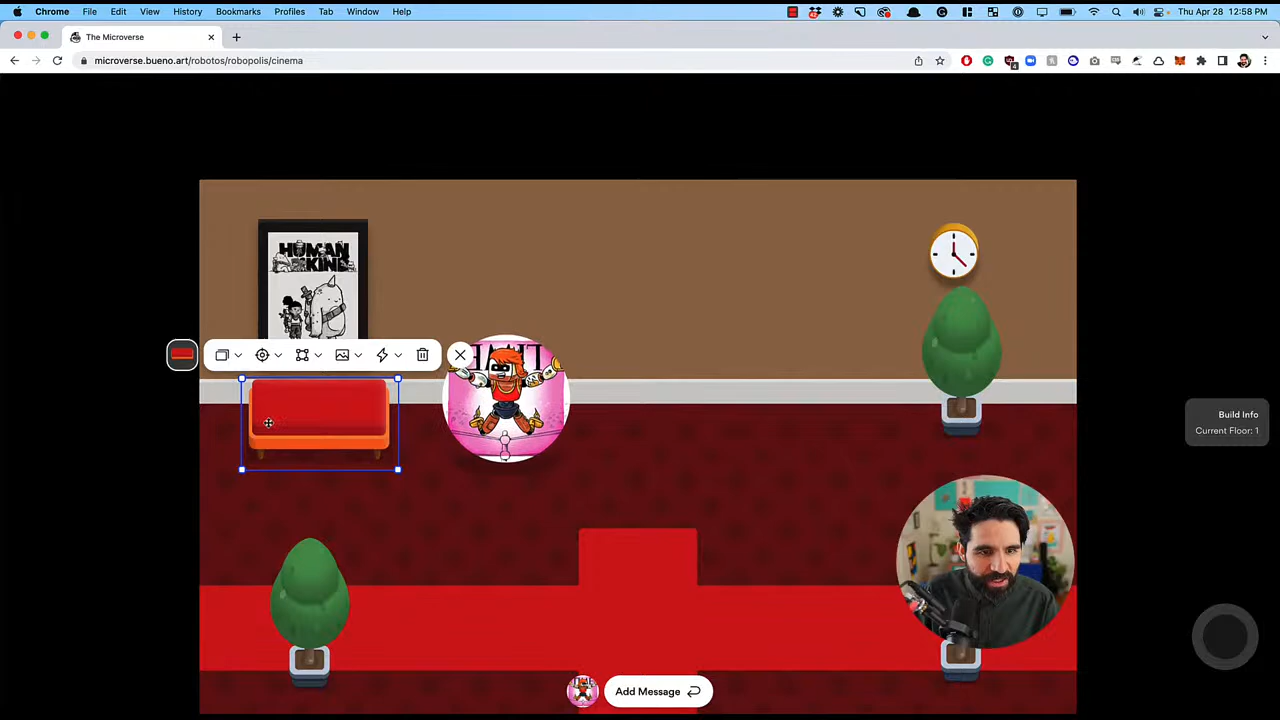 Chrome File Edit View History Bookmarks Profiles Tab Window Help Thu Apr 28 12:58 PM
The Microverse
microverse.bueno.art/robotos/robopolis/cinema
HUMAN
KIND
Build Info
Current Floor: 1
Add Message